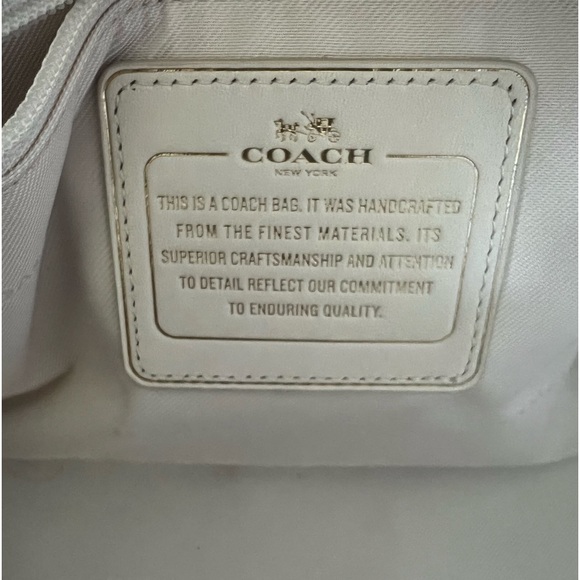 COACH
NEW YORK
THIS IS A COACH BAG. IT WAS HANDCRAFTED
FROM THE FINEST MATERIALS. ITS
SUPERIOR CRAFTSMANSHIP AND ATTENTION
TO DETAIL REFLECT OUR COMMITMENT
TO ENDURING QUALITY.